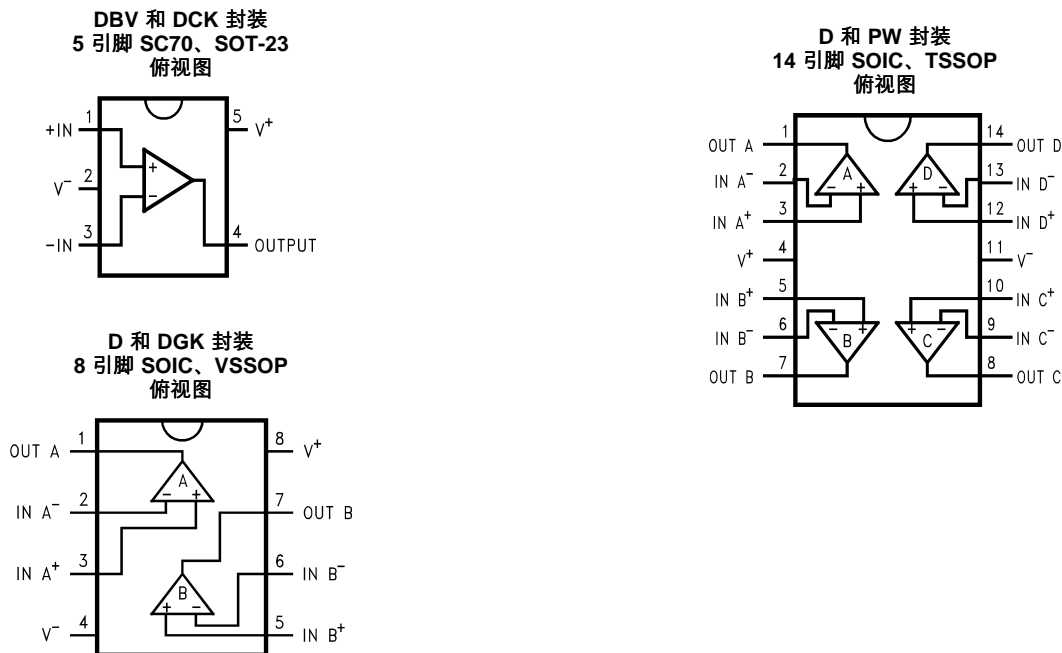 DBV 和 DCK 封装
5 引脚 SC70、SOT-23
俯视图
+IN 1
5 V+
+
V- 2
−
-IN 3
4 OUTPUT
D 和 DGK 封装
8 引脚 SOIC、VSSOP
俯视图
OUT A 1
8 V+
A
− +
IN A- 2
7 OUT B
IN A+ 3
6 IN B-
B
+ −
V- 4
5 IN B+
D 和 PW 封装
14 引脚 SOIC、TSSOP
俯视图
OUT A 1
14 OUT D
IN A- 2
A
− +
D
+ −
13 IN D-
IN A+ 3
12 IN D+
V+ 4
11 V-
IN B+ 5
10 IN C+
IN B- 6
− +
B
+ −
C
9 IN C-
OUT B 7
8 OUT C